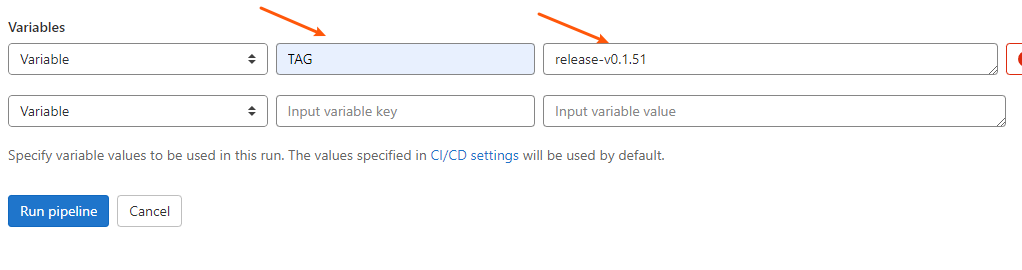 Variables
Variable TAG release-v0.1.51
Variable Input variable key Input variable value
Specify variable values to be used in this run. The values specified in CI/CD settings will be used by default.
Run pipeline Cancel